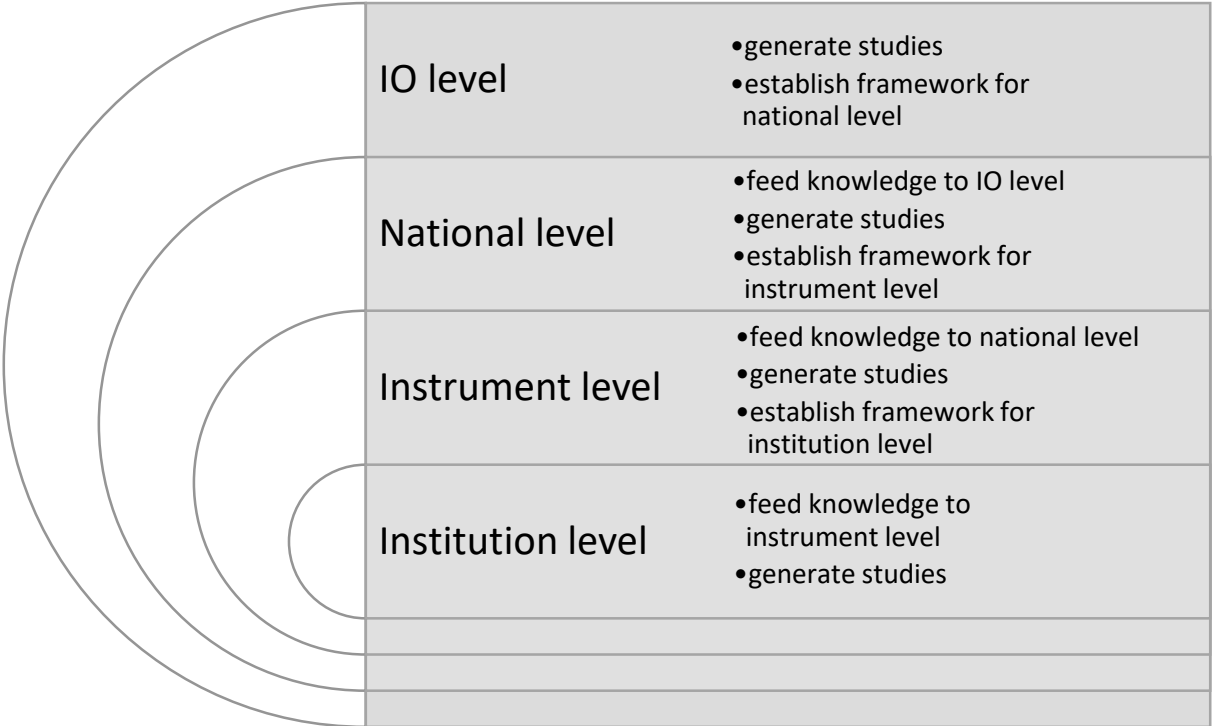 IO level
•generate studies
•establish framework for
national level
National level
•feed knowledge to IO level
•generate studies
•establish framework for
instrument level
Instrument level
•feed knowledge to national level
•generate studies
•establish framework for
institution level
Institution level
•feed knowledge to
instrument level
•generate studies